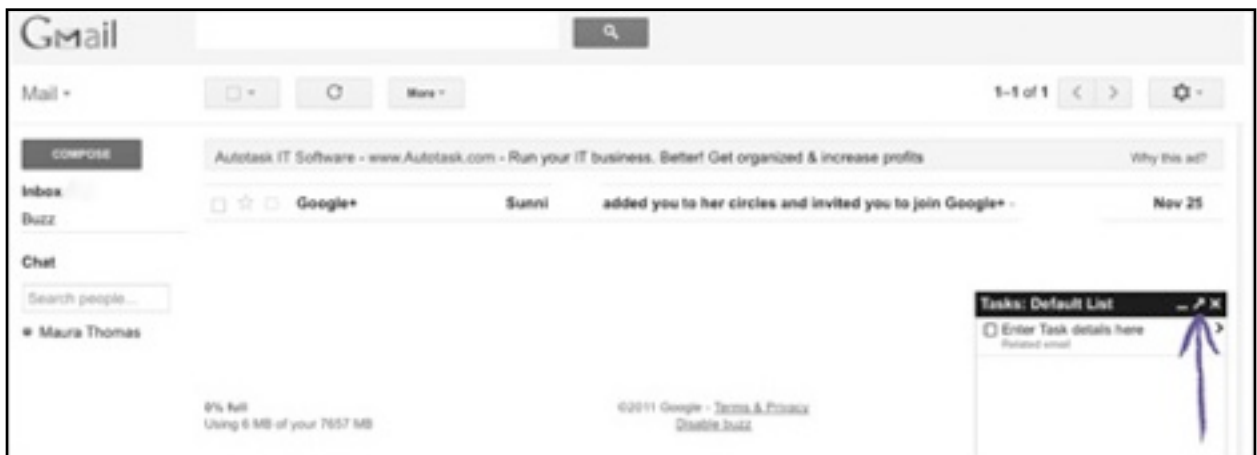 Gmail
Mail
More
1–1 of 1
COMPOSE
Autotask IT Software - www.Autotask.com - Run your IT business. Better! Get organized & increase profits
Why this ad?
Inbox
Google+ Sunni added you to her circles and invited you to join Google+ - Nov 25
Buzz
Chat
Search people...
Maura Thomas
Tasks: Default List
Enter Task details here
Related email
0% full
Using 6 MB of your 7657 MB
©2011 Google - Terms & Privacy
Disable buzz